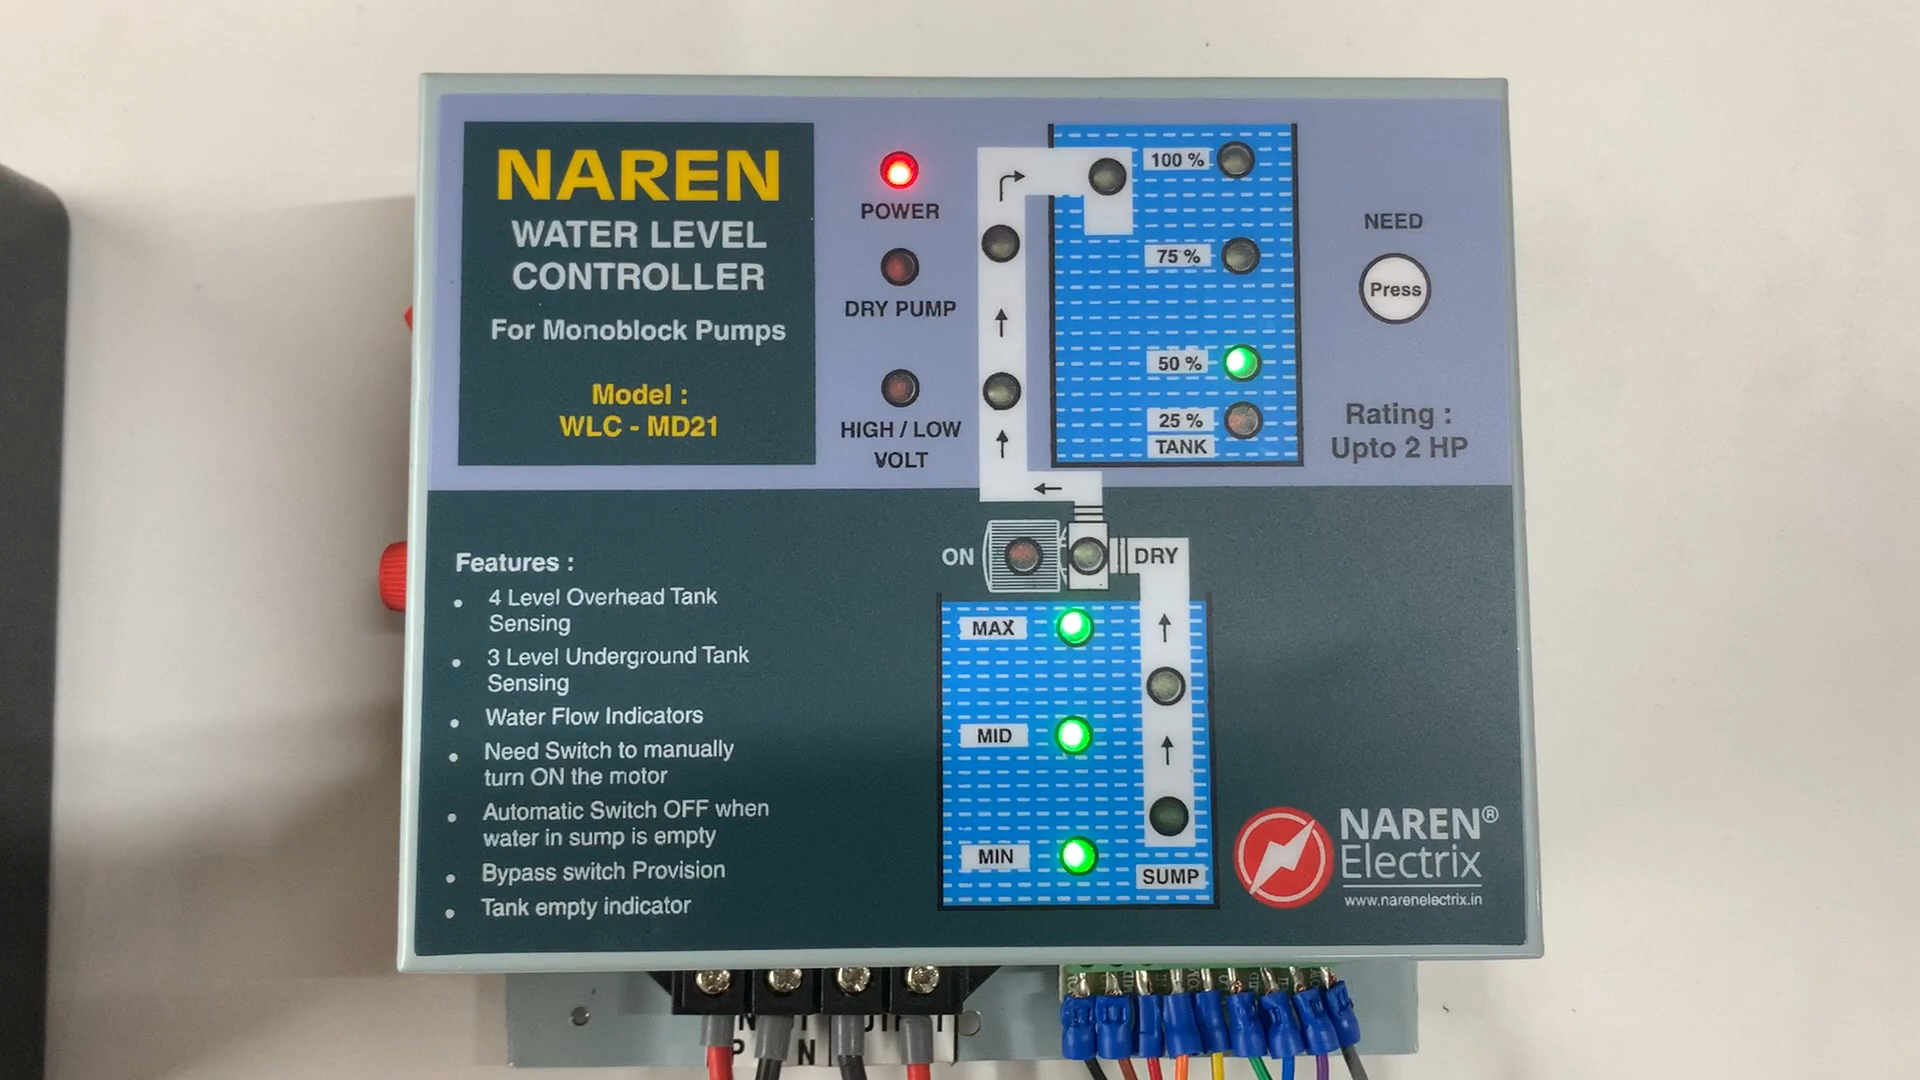 NAREN
WATER LEVEL
CONTROLLER
For Monoblock Pumps
Model :
WLC - MD21
POWER
DRY PUMP
HIGH / LOW
VOLT
100 %
75 %
50 %
25 %
TANK
NEED
Press
Rating :
Upto 2 HP
Features :
• 4 Level Overhead Tank
Sensing
• 3 Level Underground Tank
Sensing
• Water Flow Indicators
• Need Switch to manually
turn ON the motor
• Automatic Switch OFF when
water in sump is empty
• Bypass switch Provision
• Tank empty indicator
ON
DRY
MAX
MID
MIN
SUMP
NAREN®
Electrix
www.narenelectrix.in
P N